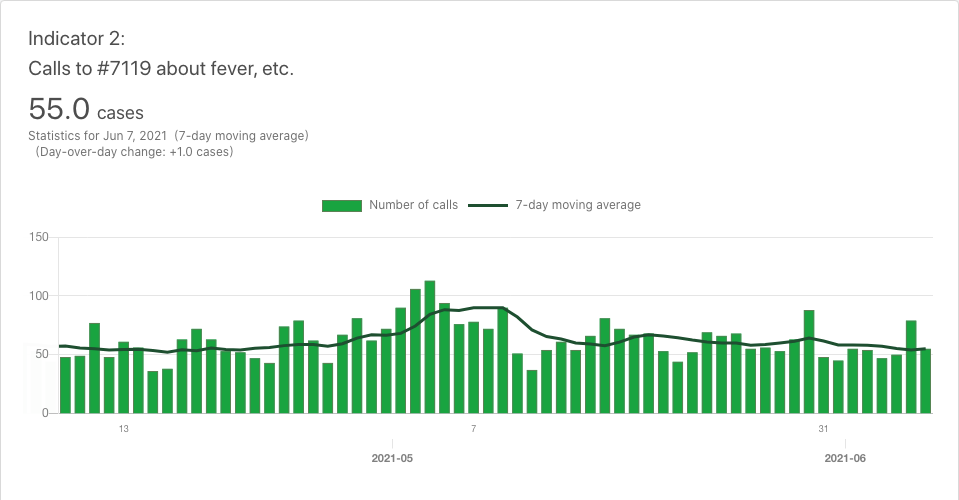 Indicator 2:
Calls to #7119 about fever, etc.
55.0 cases
Statistics for Jun 7, 2021 (7-day moving average)
(Day-over-day change: +1.0 cases)
Number of calls 7-day moving average
150
100
50
0
13 7 31
2021-05 2021-06